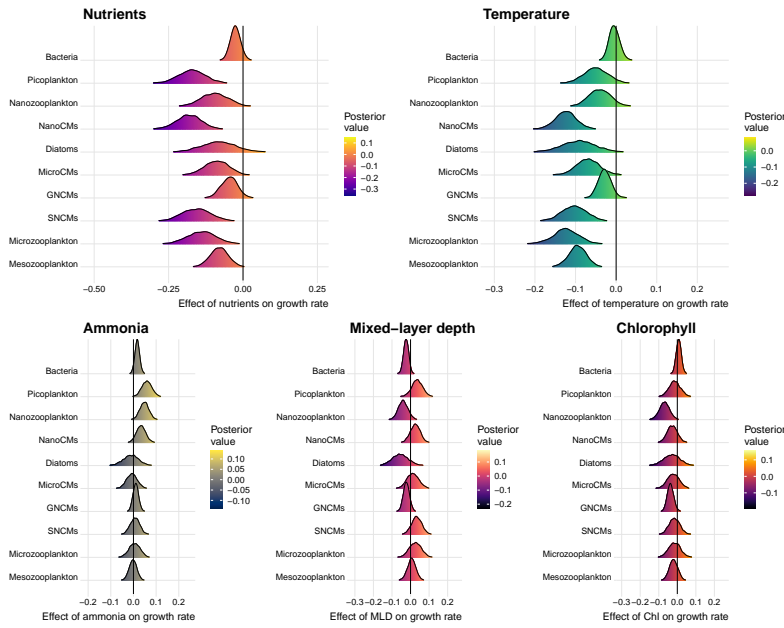 Nutrients
Bacteria
Picoplankton
Nanozooplankton
NanoCMs
Diatoms
MicroCMs
GNCMs
SNCMs
Microzooplankton
Mesozooplankton
−0.50
−0.25
0.00
0.25
Effect of nutrients on growth rate
Posterior
value
0.1
0.0
−0.1
−0.2
−0.3
Temperature
Bacteria
Picoplankton
Nanozooplankton
NanoCMs
Diatoms
MicroCMs
GNCMs
SNCMs
Microzooplankton
Mesozooplankton
−0.3
−0.2
−0.1
0.0
0.1
0.2
Effect of temperature on growth rate
Posterior
value
0.0
−0.1
−0.2
Ammonia
Bacteria
Picoplankton
Nanozooplankton
NanoCMs
Diatoms
MicroCMs
GNCMs
SNCMs
Microzooplankton
Mesozooplankton
−0.2
−0.1
0.0
0.1
0.2
Effect of ammonia on growth rate
Posterior
value
0.10
0.05
0.00
−0.05
−0.10
Mixed−layer depth
Bacteria
Picoplankton
Nanozooplankton
NanoCMs
Diatoms
MicroCMs
GNCMs
SNCMs
Microzooplankton
Mesozooplankton
−0.3
−0.2
−0.1
0.0
0.1
0.2
Effect of MLD on growth rate
Posterior
value
0.1
0.0
−0.1
−0.2
Chlorophyll
Bacteria
Picoplankton
Nanozooplankton
NanoCMs
Diatoms
MicroCMs
GNCMs
SNCMs
Microzooplankton
Mesozooplankton
−0.3
−0.2
−0.1
0.0
0.1
0.2
Effect of Chl on growth rate
Posterior
value
0.1
0.0
−0.1